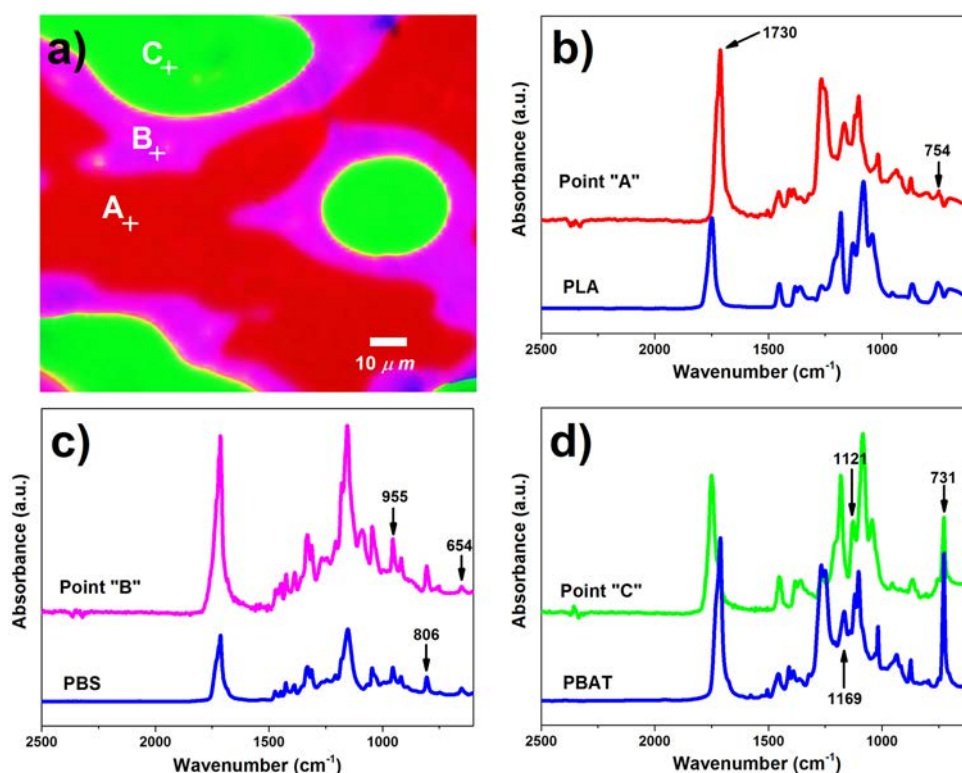 a)
C
B
A
10 μm
b)
1730
754
Point "A"
PLA
Absorbance (a.u.)
2500 2000 1500 1000
Wavenumber (cm-1)
c)
955
654
Point "B"
806
PBS
Absorbance (a.u.)
2500 2000 1500 1000
Wavenumber (cm-1)
d)
1121
731
Point "C"
PBAT
1169
Absorbance (a.u.)
2500 2000 1500 1000
Wavenumber (cm-1)